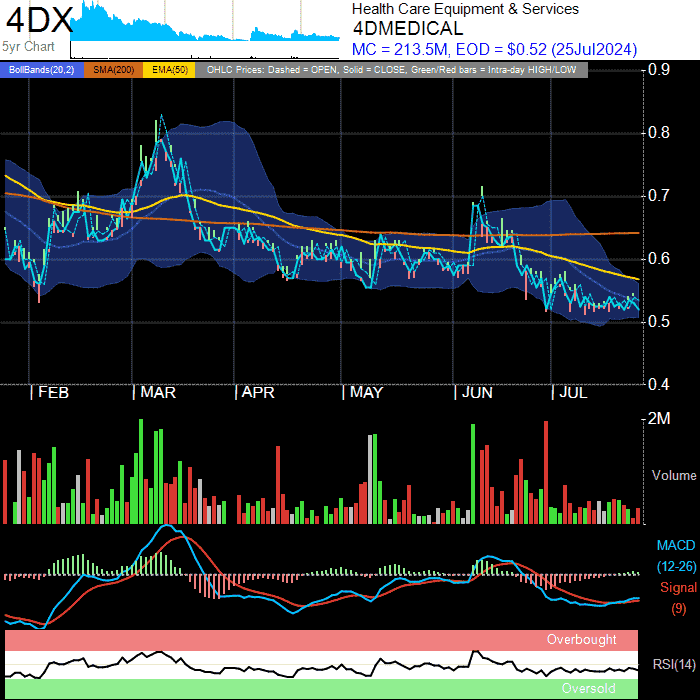 4DX
5yr Chart
Health Care Equipment & Services
4DMEDICAL
MC = 213.5M, EOD = $0.52 (25Jul2024)
BollBands(20,2) SMA(200) EMA(50) OHLC Prices: Dashed = OPEN, Solid = CLOSE, Green/Red bars = Intra-day HIGH/LOW
0.9
0.8
0.7
0.6
0.5
0.4
| FEB | MAR | APR | MAY | JUN | JUL
2M
Volume
MACD
(12-26)
Signal
(9)
Overbought
RSI(14)
Oversold